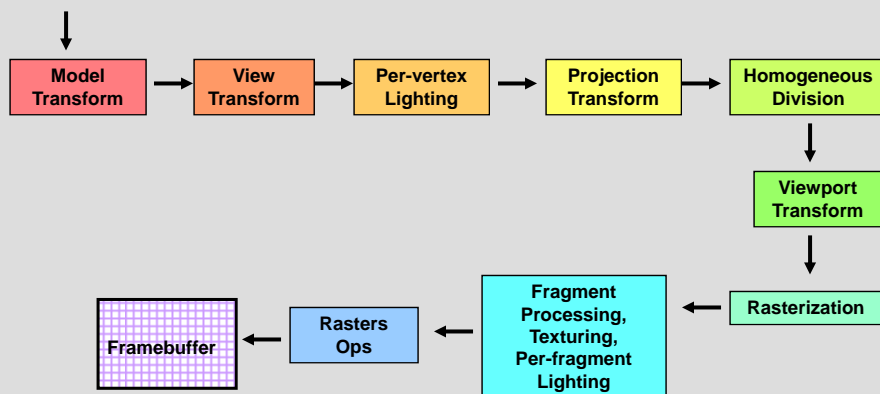 Model
Transform
View
Transform
Per-vertex
Lighting
Projection
Transform
Homogeneous
Division
Viewport
Transform
Rasterization
Fragment
Processing,
Texturing,
Per-fragment
Lighting
Rasters
Ops
Framebuffer